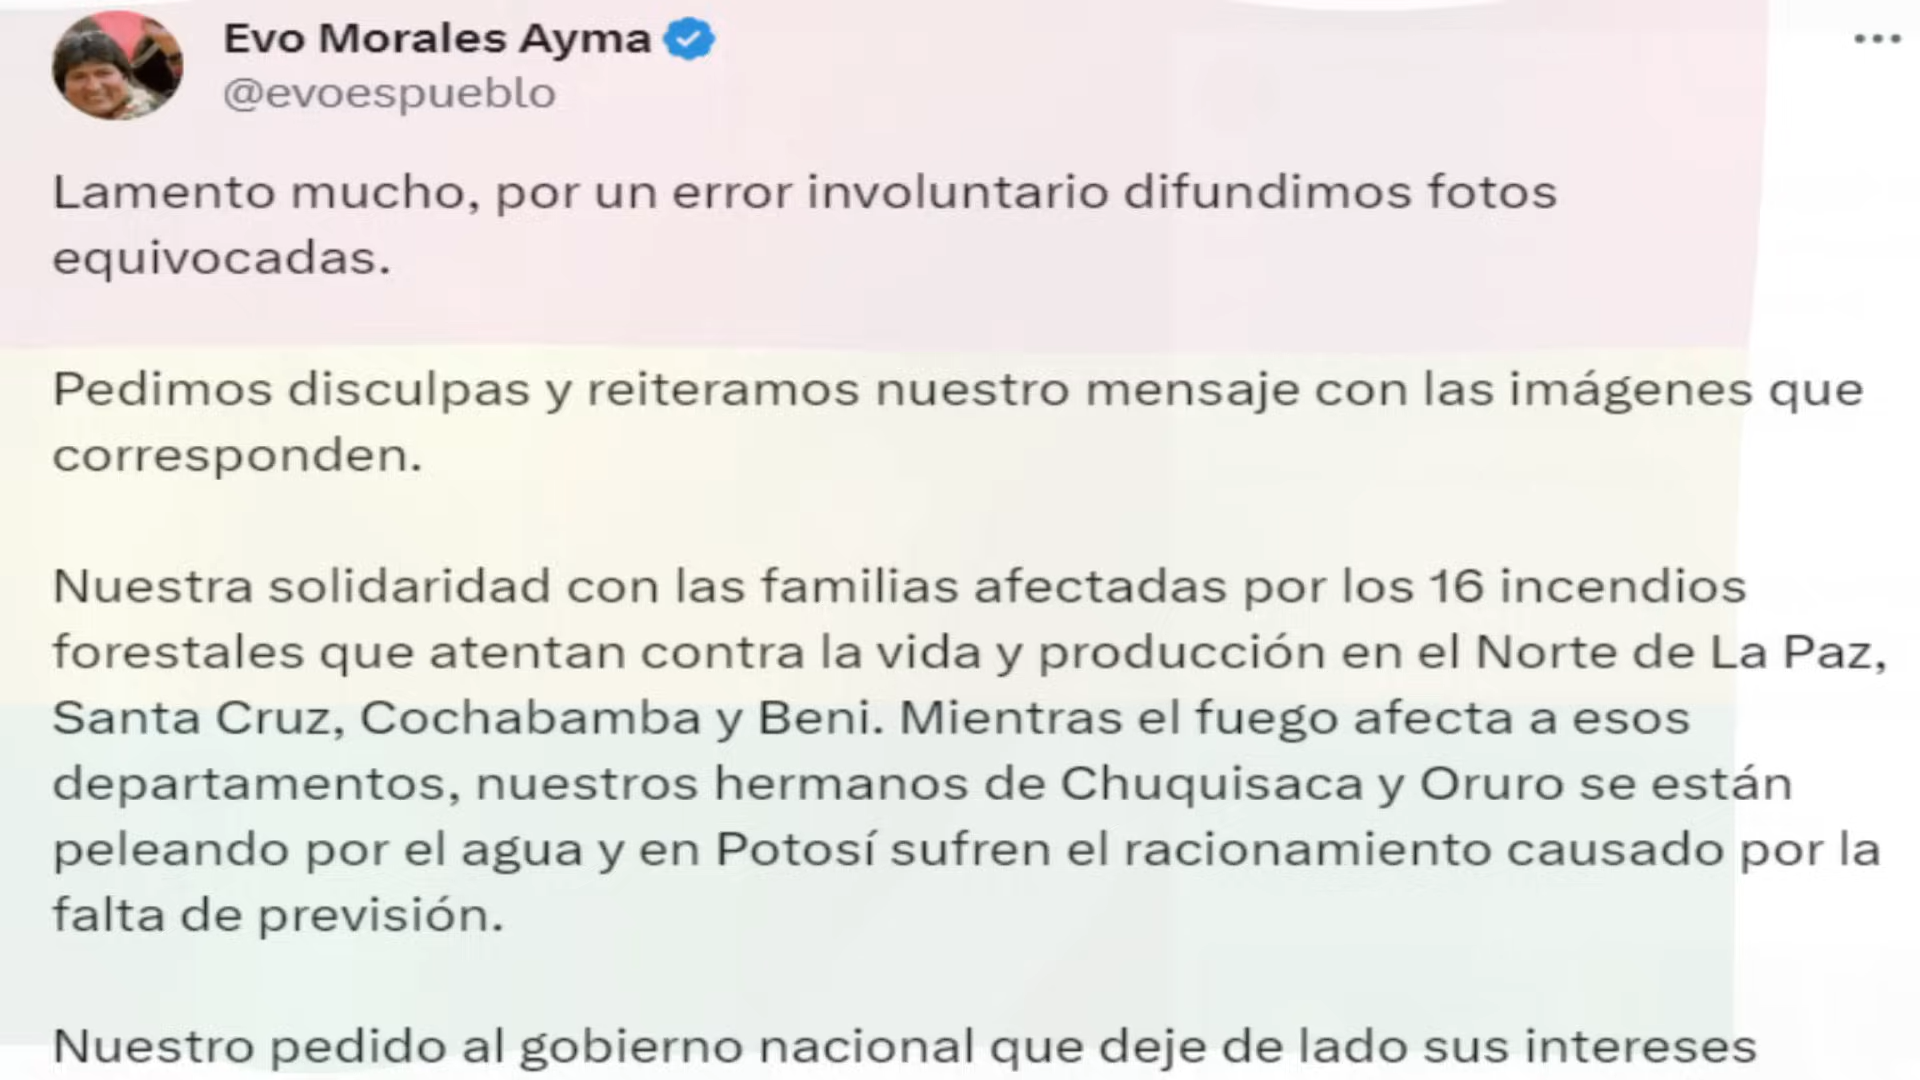 Evo Morales Ayma
@evoespueblo
Lamento mucho, por un error involuntario difundimos fotos
equivocadas.
Pedimos disculpas y reiteramos nuestro mensaje con las imágenes que
corresponden.
Nuestra solidaridad con las familias afectadas por los 16 incendios
forestales que atentan contra la vida y producción en el Norte de La Paz,
Santa Cruz, Cochabamba y Beni. Mientras el fuego afecta a esos
departamentos, nuestros hermanos de Chuquisaca y Oruro se están
peleando por el agua y en Potosí sufren el racionamiento causado por la
falta de previsión.
Nuestro pedido al gobierno nacional que deje de lado sus intereses